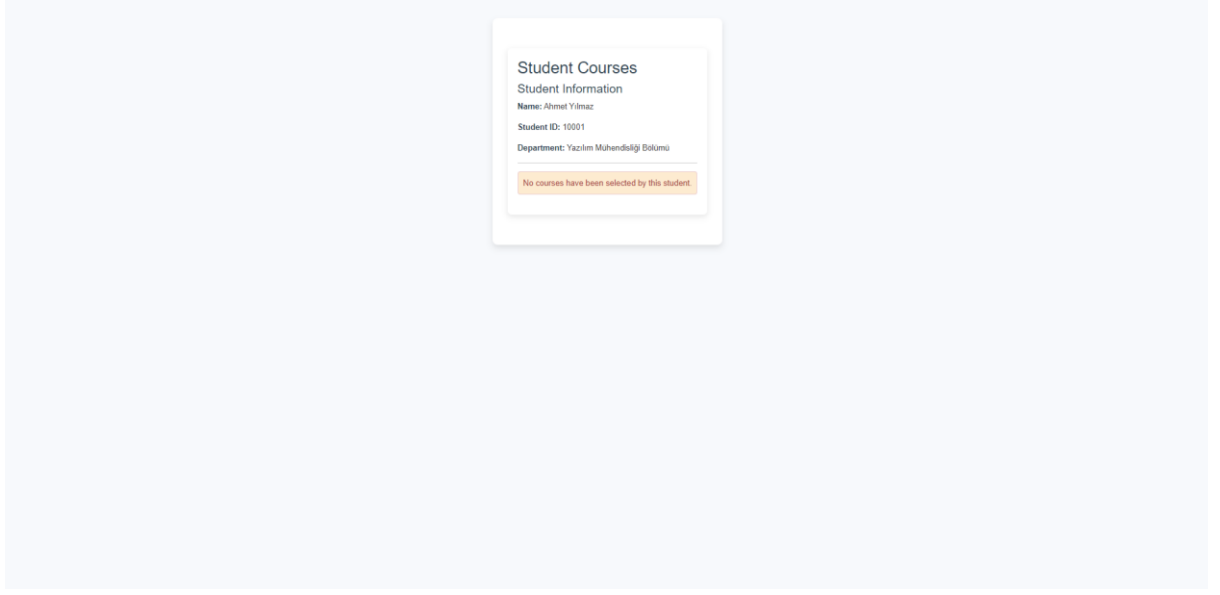 Student Courses
Student Information
Name: Ahmet Yılmaz
Student ID: 10001
Department: Yazılım Mühendisliği Bölümü
No courses have been selected by this student.